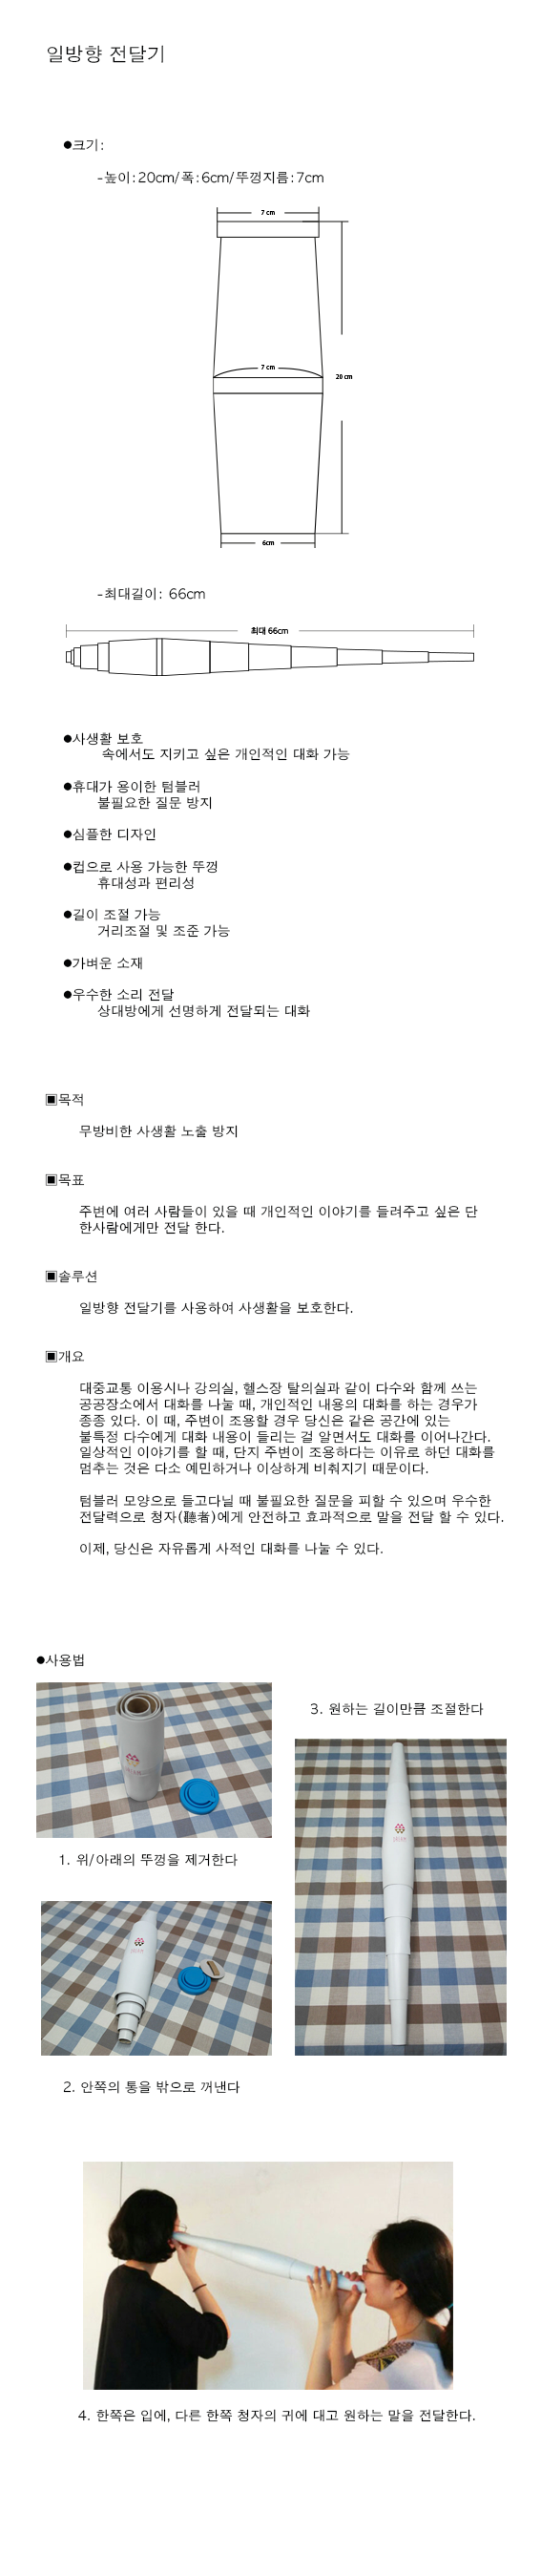 일방향 전달기
●크기:
-높이:20cm/폭:6cm/뚜껑지름:7cm
7 cm
7 cm
20 cm
6cm
-최대길이: 66cm
최대 66cm
●사생활 보호
속에서도 지키고 싶은 개인적인 대화 가능
●휴대가 용이한 텀블러
불필요한 질문 방지
●심플한 디자인
●컵으로 사용 가능한 뚜껑
휴대성과 편리성
●길이 조절 가능
거리조절 및 조준 가능
●가벼운 소재
●우수한 소리 전달
상대방에게 선명하게 전달되는 대화
▣목적
무방비한 사생활 노출 방지
▣목표
주변에 여러 사람들이 있을 때 개인적인 이야기를 들려주고 싶은 단
한사람에게만 전달 한다.
▣솔루션
일방향 전달기를 사용하여 사생활을 보호한다.
▣개요
대중교통 이용시나 강의실, 헬스장 탈의실과 같이 다수와 함께 쓰는
공공장소에서 대화를 나눌 때, 개인적인 내용의 대화를 하는 경우가
종종 있다. 이 때, 주변이 조용할 경우 당신은 같은 공간에 있는
불특정 다수에게 대화 내용이 들리는 걸 알면서도 대화를 이어나간다.
일상적인 이야기를 할 때, 단지 주변이 조용하다는 이유로 하던 대화를
멈추는 것은 다소 예민하거나 이상하게 비춰지기 때문이다.
텀블러 모양으로 들고다닐 때 불필요한 질문을 피할 수 있으며 우수한
전달력으로 청자(聽者)에게 안전하고 효과적으로 말을 전달 할 수 있다.
이제, 당신은 자유롭게 사적인 대화를 나눌 수 있다.
●사용법
1. 위/아래의 뚜껑을 제거한다
2. 안쪽의 통을 밖으로 꺼낸다
3. 원하는 길이만큼 조절한다
4. 한쪽은 입에, 다른 한쪽 청자의 귀에 대고 원하는 말을 전달한다.